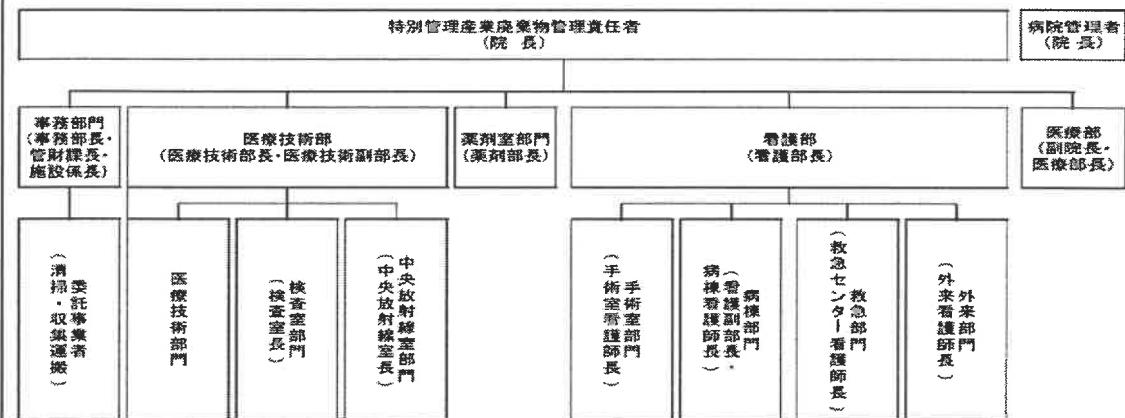 特別管理産業廃棄物管理責任者
(院 長)
病院管理者
(院 長)
事務部門
(事務部長・
管財課長・
施設係長)
医療技術部
(医療技術部長・医療技術副部長)
薬剤室部門
(薬剤部長)
看護部
(看護部長)
医療部
(副院長・
医療部長)
委託事業者
(清掃・収集運搬)
医療技術部門
検査室部門
(検査室長)
中央放射線室部門
(中央放射線室長)
手術室部門
(手術室看護師長)
病棟部門
(看護副部長・
病棟看護師長)
救急部門
(救急センター看護師長)
外来部門
(外来看護師長)